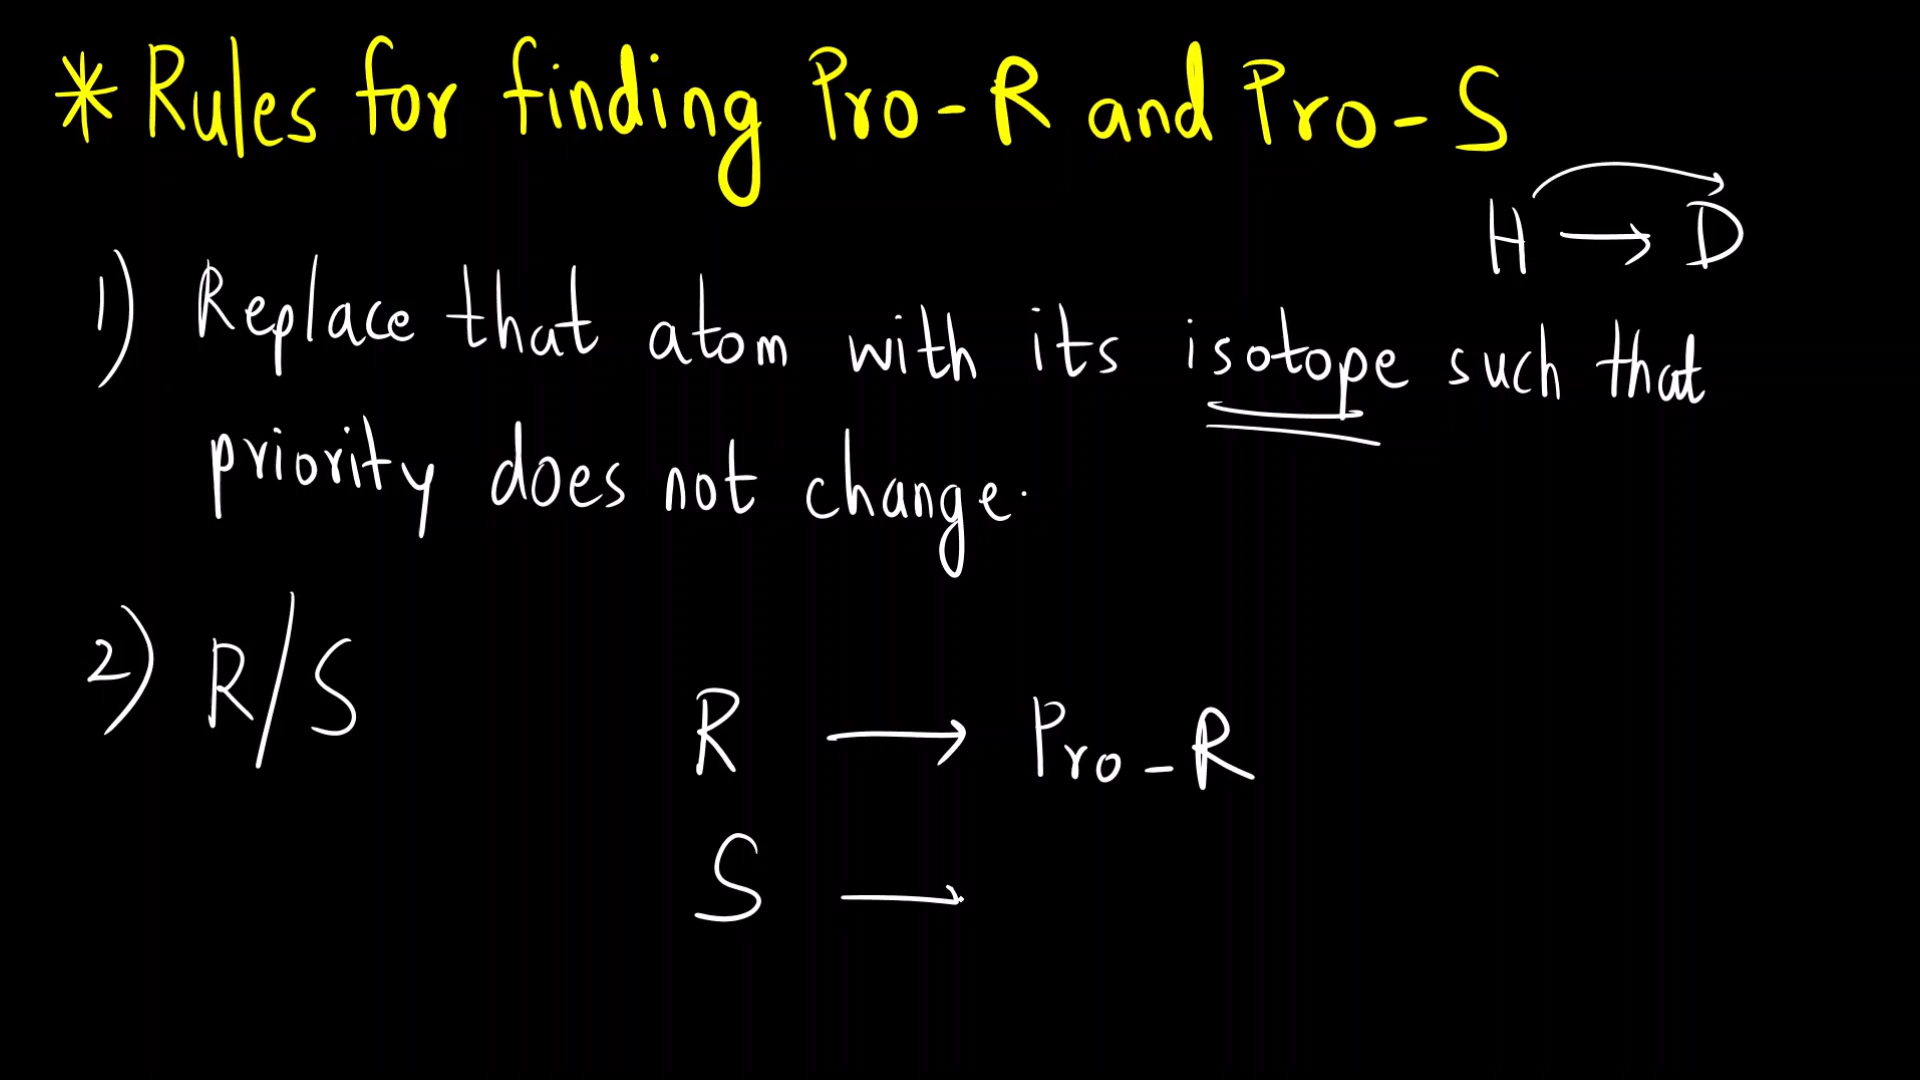 * Rules for finding Pro-R and Pro-S
H → D
1) Replace that atom with its isotope such that
priority does not change.
2) R/S
R → Pro-R
S →